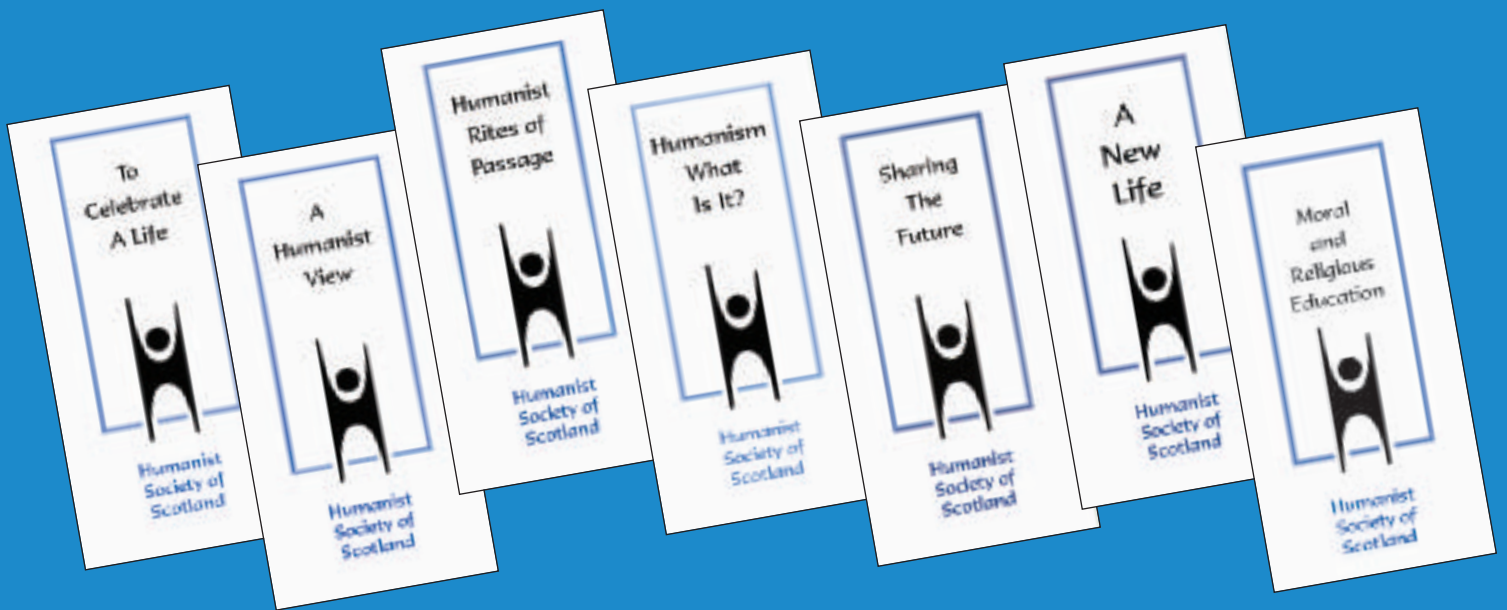 To
Celebrate
A Life
Humanist
Society of
Scotland
A
Humanist
View
Humanist
Society of
Scotland
Humanist
Rites of
Passage
Humanist
Society of
Scotland
Humanism
What
Is It?
Humanist
Society of
Scotland
Sharing
The
Future
Humanist
Society of
Scotland
A
New
Life
Humanist
Society of
Scotland
Moral
and
Religious
Education
Humanist
Society of
Scotland